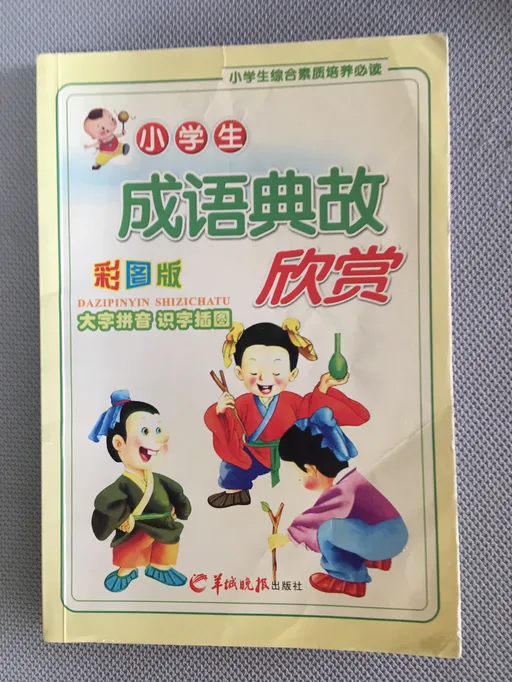 小学生综合素质培养必读
小学生
成语典故
欣赏
彩图版
DAZIPINYIN SHIZICHATU
大字拼音 识字插图
羊城晚报出版社